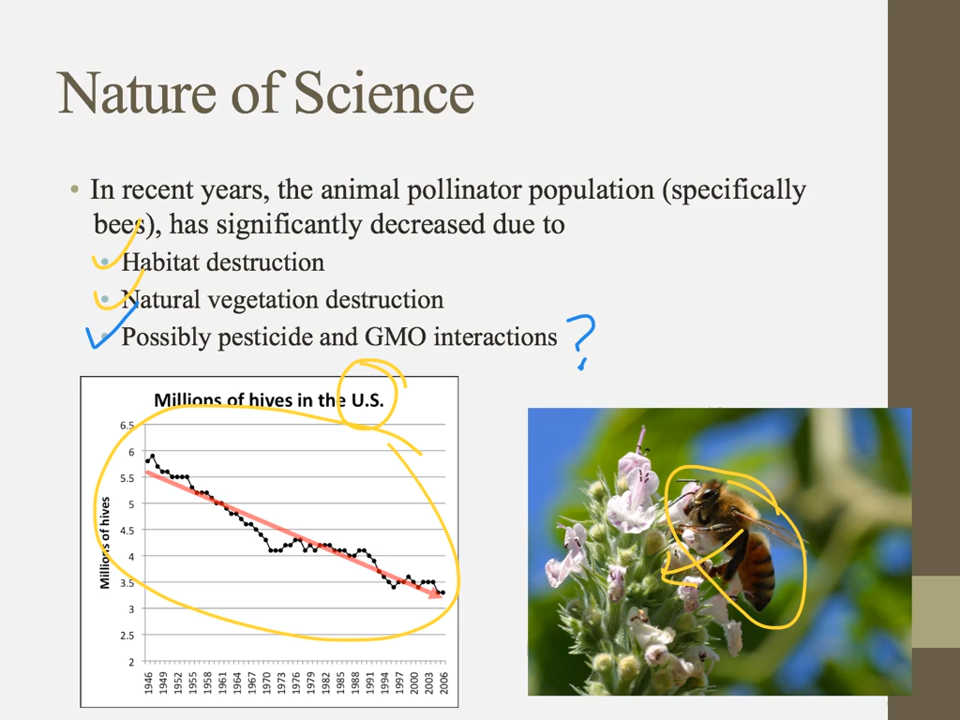 Nature of Science
• In recent years, the animal pollinator population (specifically
bees), has significantly decreased due to
• Habitat destruction
• Natural vegetation destruction
• Possibly pesticide and GMO interactions ?
Millions of hives in the U.S.
Millions of hives
6.5
6
5.5
5
4.5
4
3.5
3
2.5
2
1946 1949 1952 1955 1958 1961 1964 1967 1970 1973 1976 1979 1982 1985 1988 1991 1994 1997 2000 2003 2006